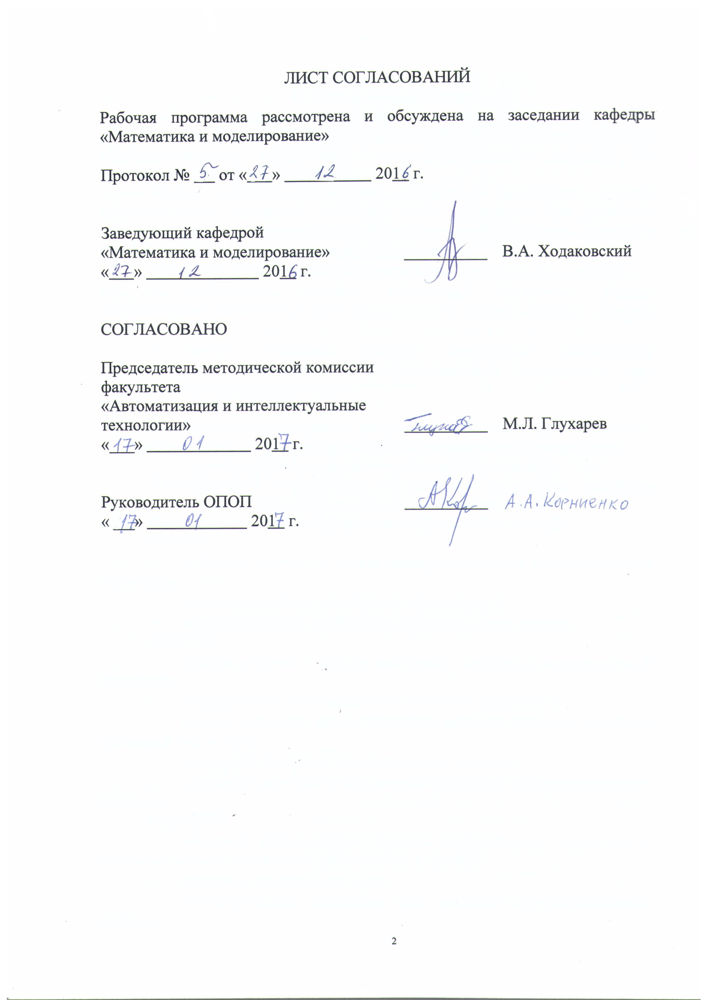 ЛИСТ СОГЛАСОВАНИЙ
Рабочая программа рассмотрена и обсуждена на заседании кафедры
«Математика и моделирование»
Протокол № 5 от «27» 12 2016 г.
Заведующий кафедрой
«Математика и моделирование» В.А. Ходаковский
«27» 12 2016 г.
СОГЛАСОВАНО
Председатель методической комиссии
факультета
«Автоматизация и интеллектуальные
технологии» М.Л. Глухарев
«17» 01 2017 г.
Руководитель ОПОП А.А. Корниенко
«17» 01 2017 г.
2